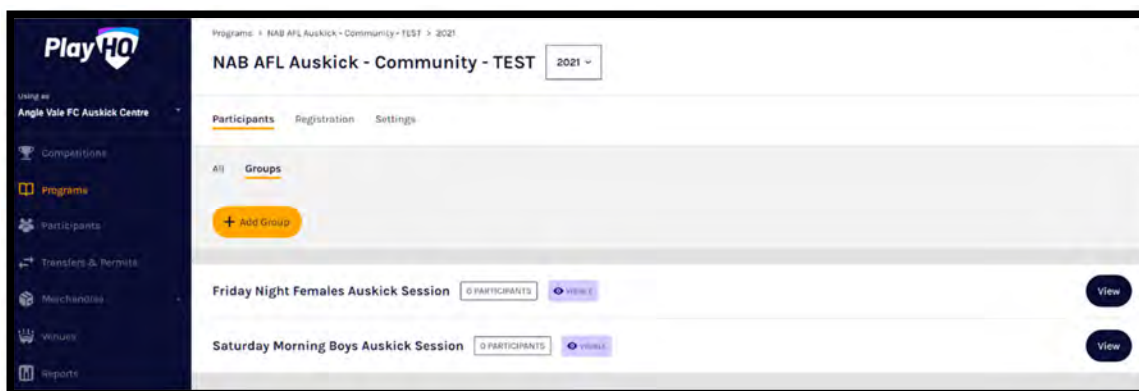 PlayHQ
Using as
Angle Vale FC Auskick Centre
Competitions
Programs
Participants
Transfers & Permits
Merchandise
Venues
Reports
Programs > NAB AFL Auskick - Community - TEST > 2021
NAB AFL Auskick - Community - TEST 2021
Participants Registration Settings
All Groups
+ Add Group
Friday Night Females Auskick Session 0 PARTICIPANTS VISIBLE View
Saturday Morning Boys Auskick Session 0 PARTICIPANTS VISIBLE View